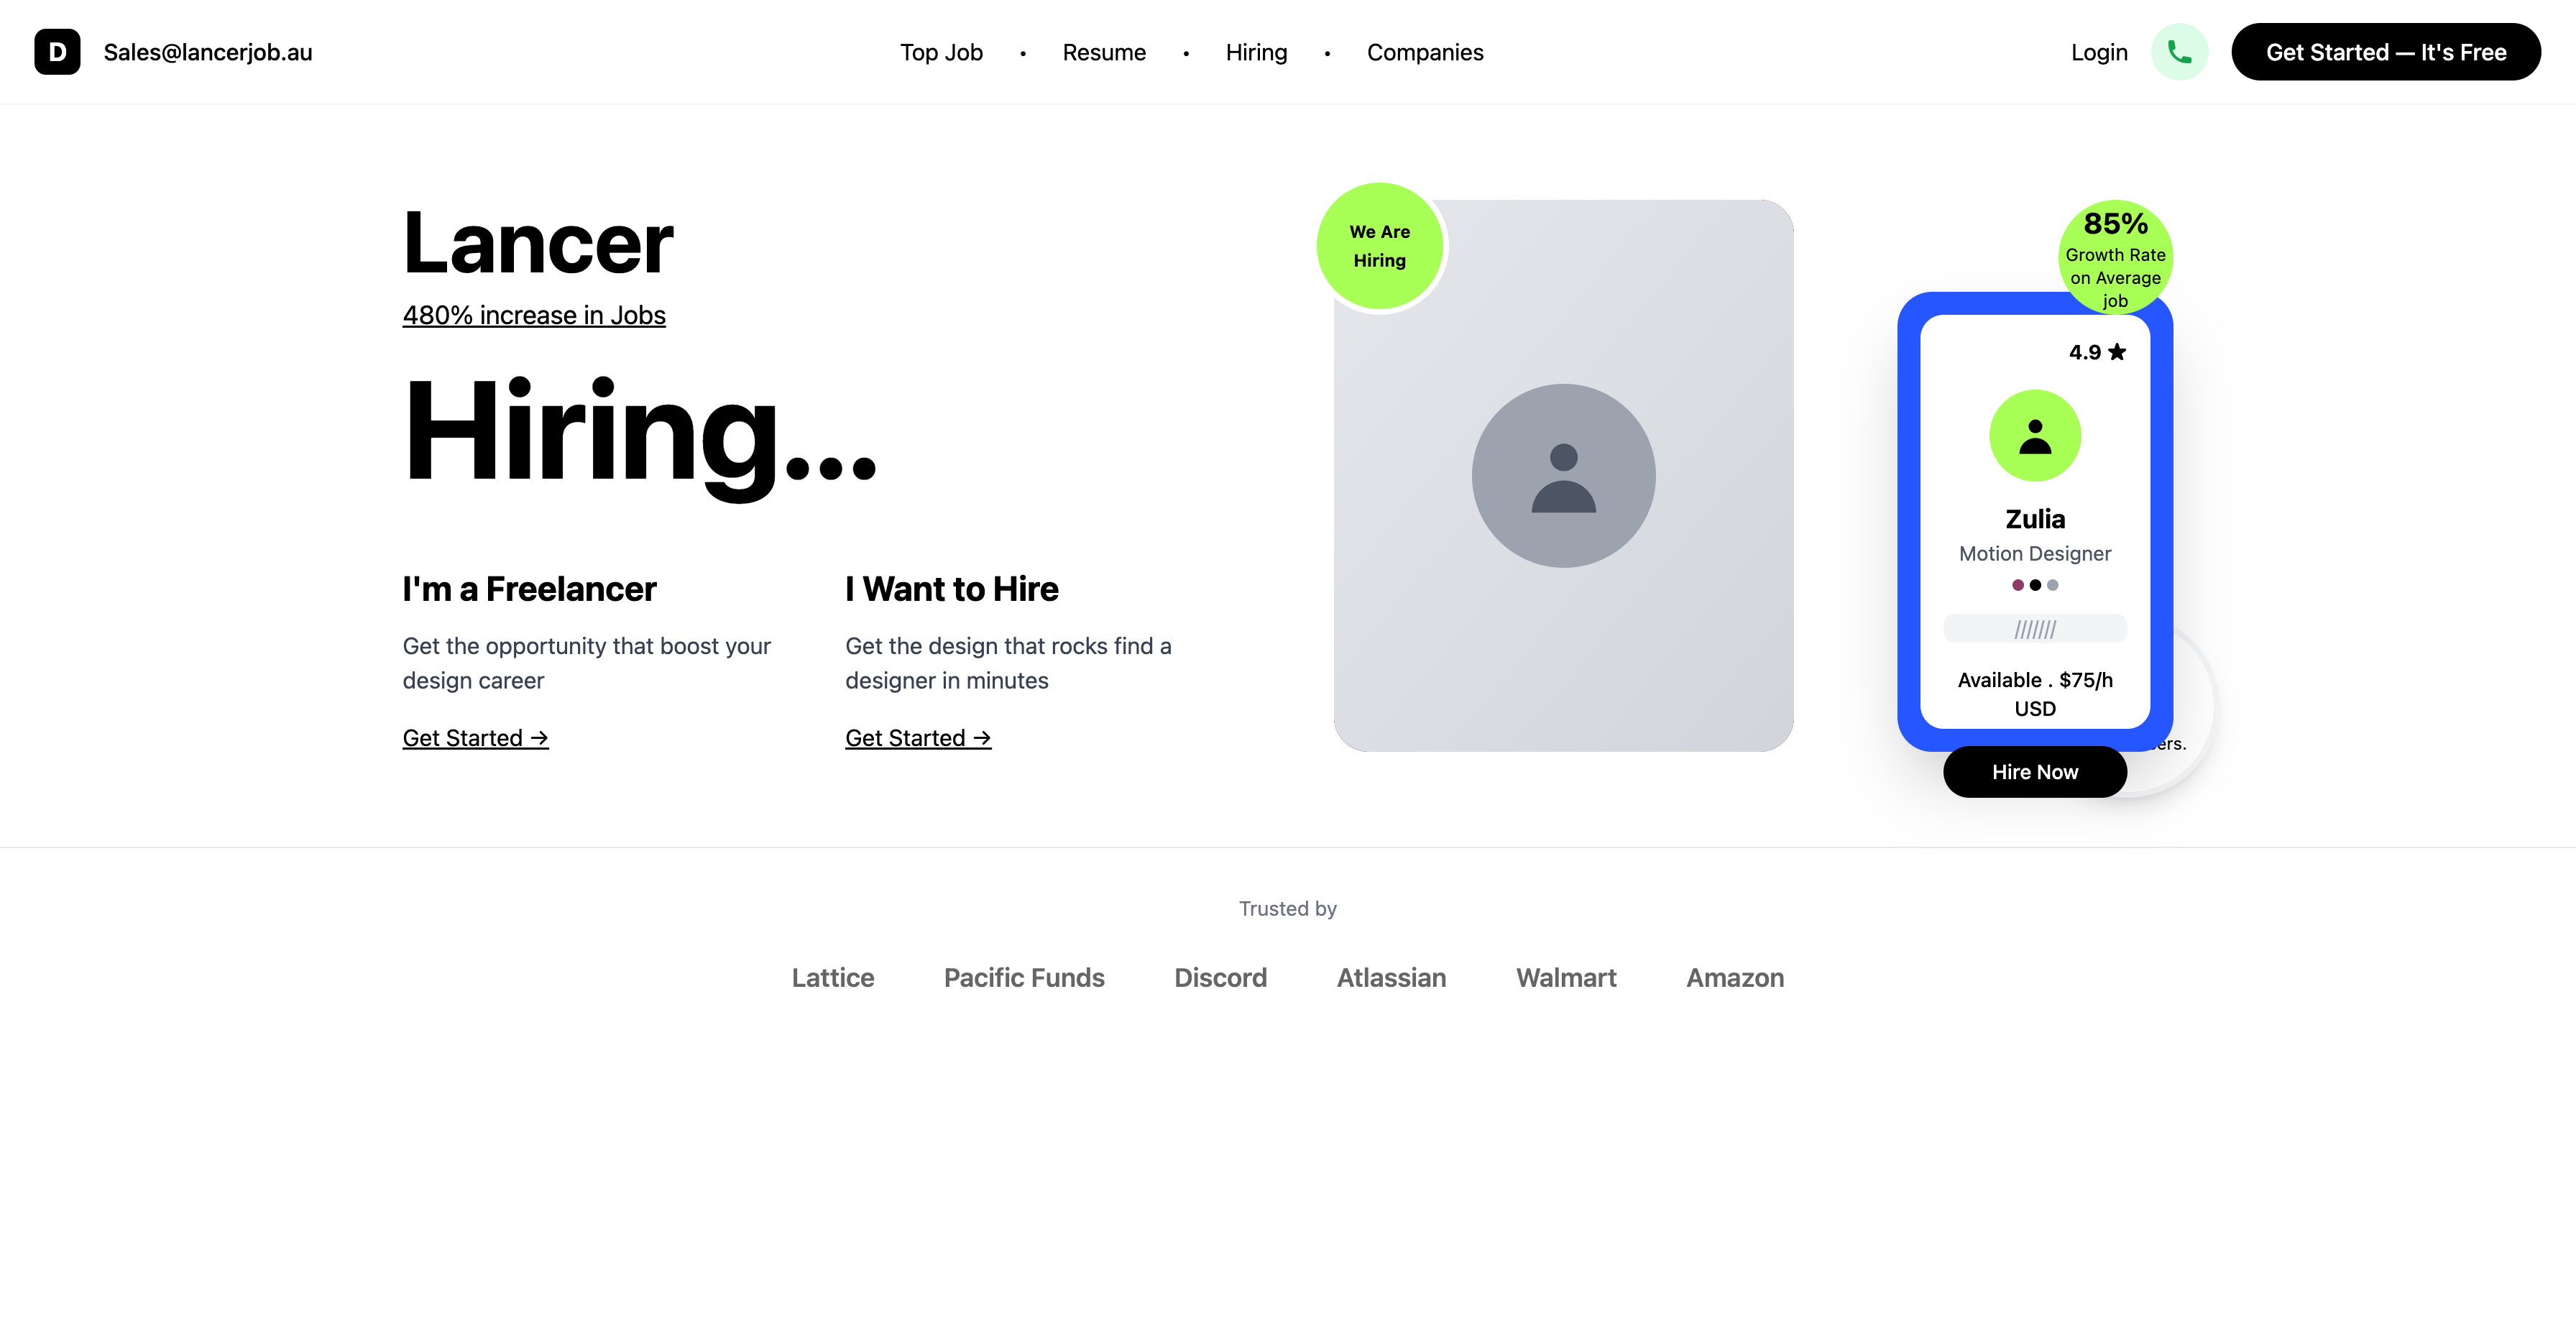 D
Sales@lancerjob.au
Top Job • Resume • Hiring • Companies
Login
Get Started — It's Free
Lancer
480% increase in Jobs
Hiring...
I'm a Freelancer
Get the opportunity that boost your
design career
Get Started →
I Want to Hire
Get the design that rocks find a
designer in minutes
Get Started →
We Are
Hiring
85%
Growth Rate
on Average
job
4.9 ★
Zulia
Motion Designer
///////
Available . $75/h
USD
Hire Now
Trusted by
Lattice
Pacific Funds
Discord
Atlassian
Walmart
Amazon